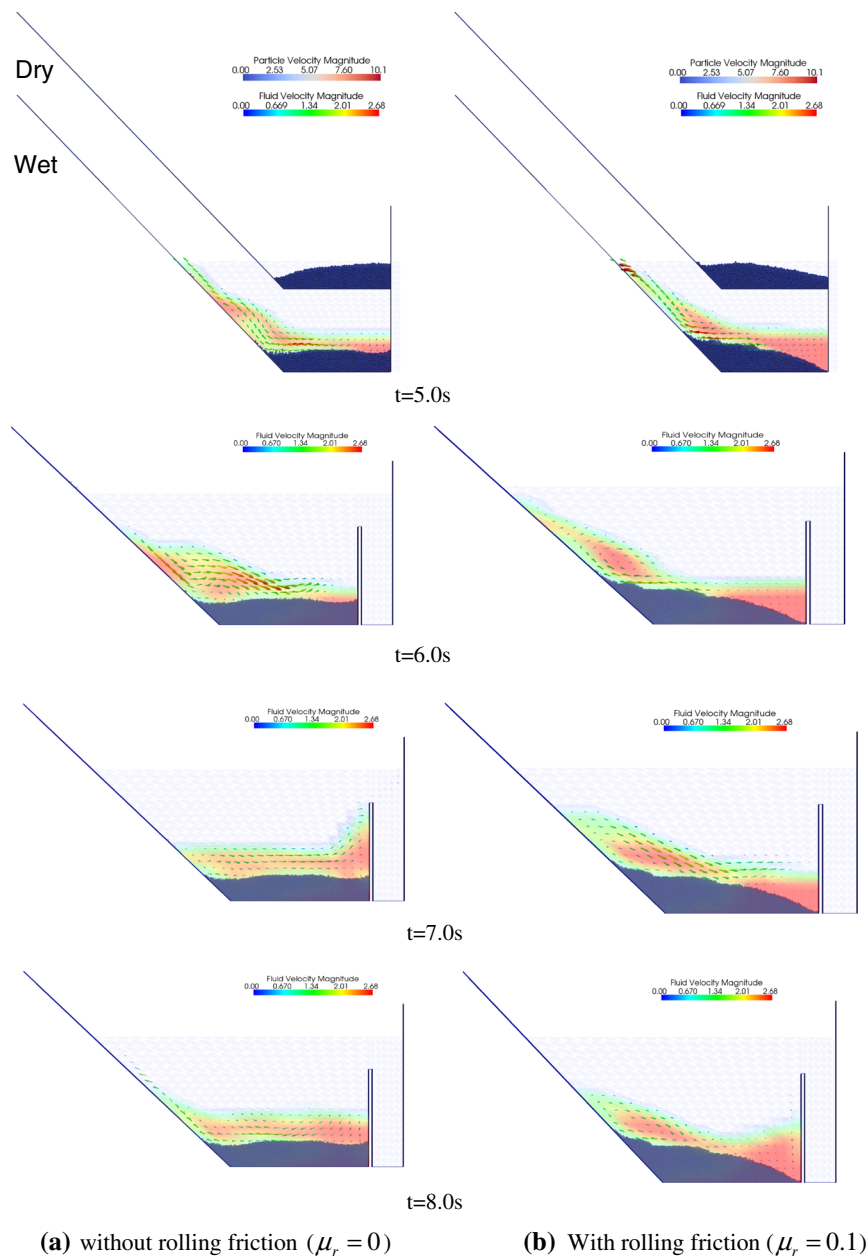 Dry
Particle Velocity Magnitude
0.00 2.53 5.07 7.60 10.1
Fluid Velocity Magnitude
0.00 0.669 1.34 2.01 2.68
Particle Velocity Magnitude
0.00 2.53 5.07 7.60 10.1
Fluid Velocity Magnitude
0.00 0.669 1.34 2.01 2.68
Wet
t=5.0s
Fluid Velocity Magnitude
0.00 0.670 1.34 2.01 2.68
Fluid Velocity Magnitude
0.00 0.670 1.34 2.01 2.68
t=6.0s
Fluid Velocity Magnitude
0.00 0.670 1.34 2.01 2.68
Fluid Velocity Magnitude
0.00 0.670 1.34 2.01 2.68
t=7.0s
Fluid Velocity Magnitude
0.00 0.670 1.34 2.01 2.68
Fluid Velocity Magnitude
0.00 0.670 1.34 2.01 2.68
t=8.0s
(a) without rolling friction (μ_r = 0)
(b) With rolling friction (μ_r = 0.1)